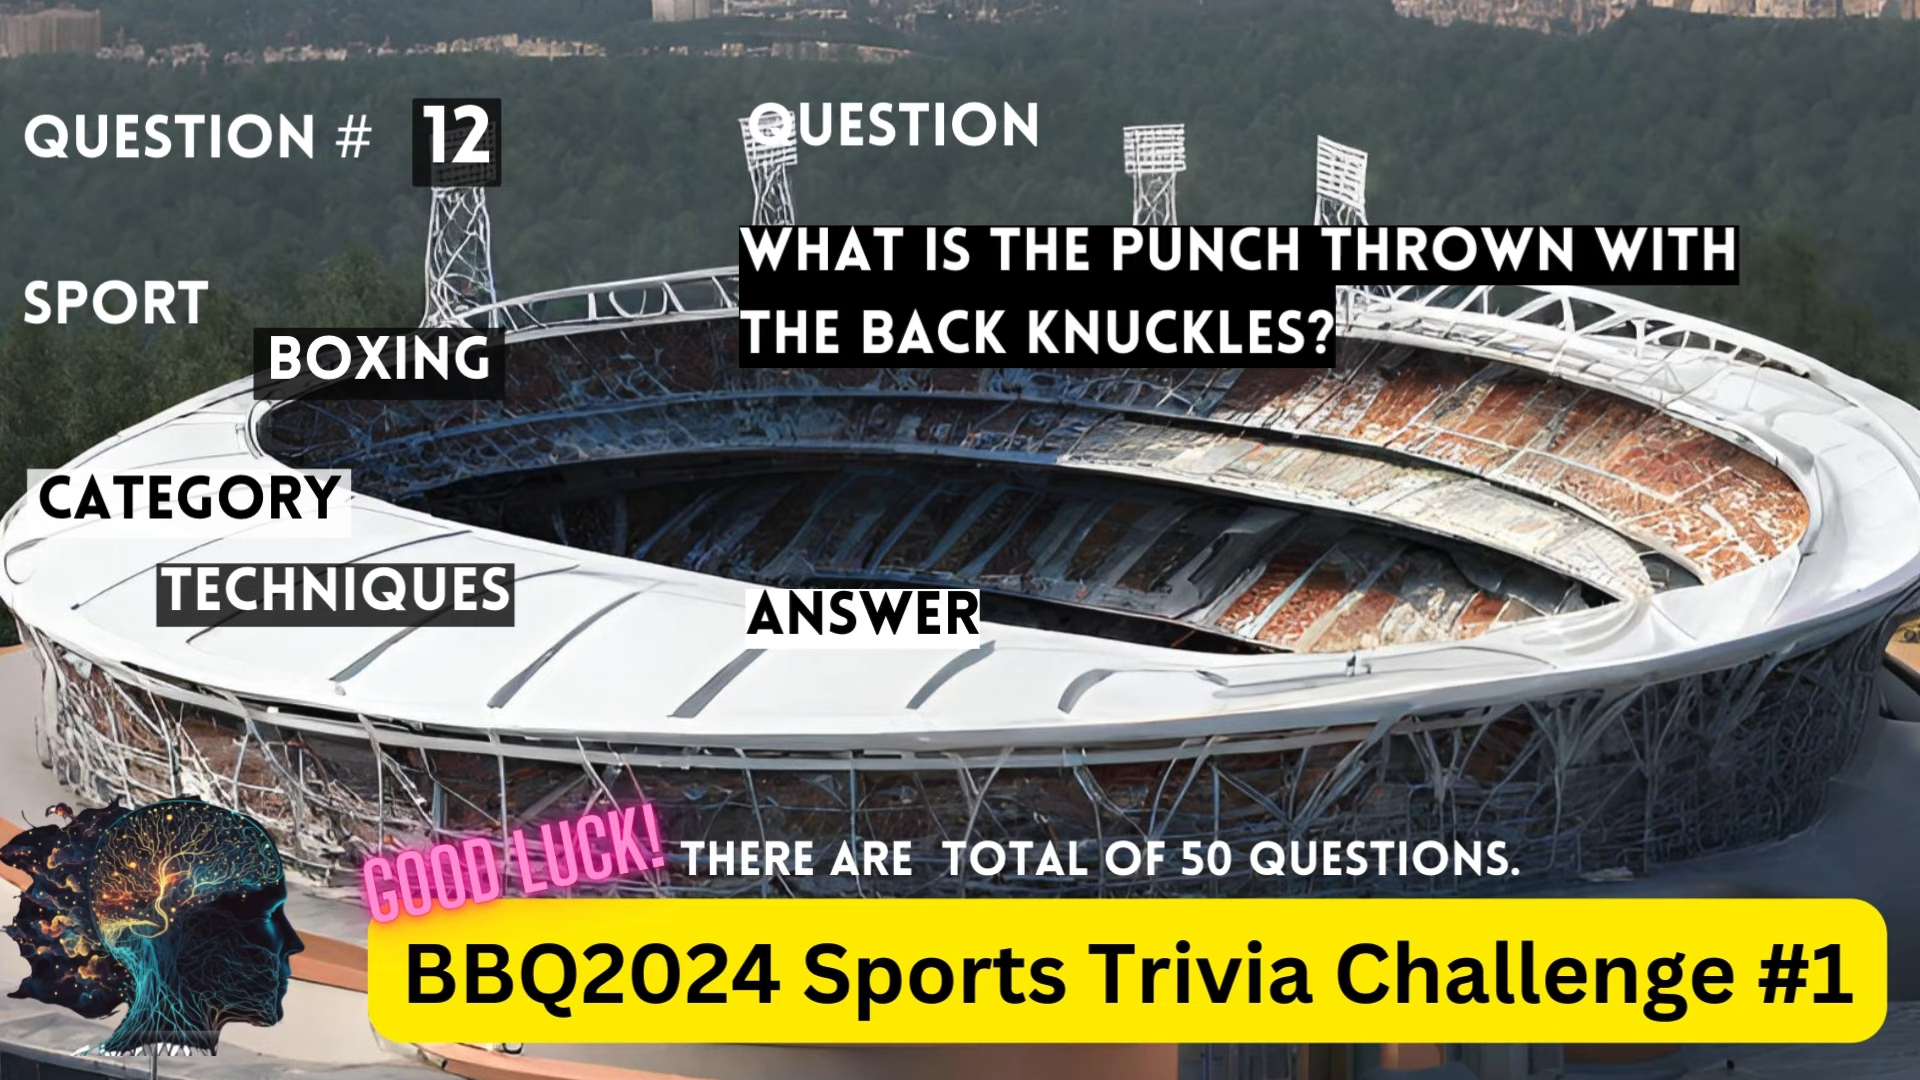 QUESTION # 12
SPORT
BOXING
CATEGORY
TECHNIQUES
QUESTION
WHAT IS THE PUNCH THROWN WITH
THE BACK KNUCKLES?
ANSWER
GOOD LUCK!
THERE ARE TOTAL OF 50 QUESTIONS.
BBQ2024 Sports Trivia Challenge #1